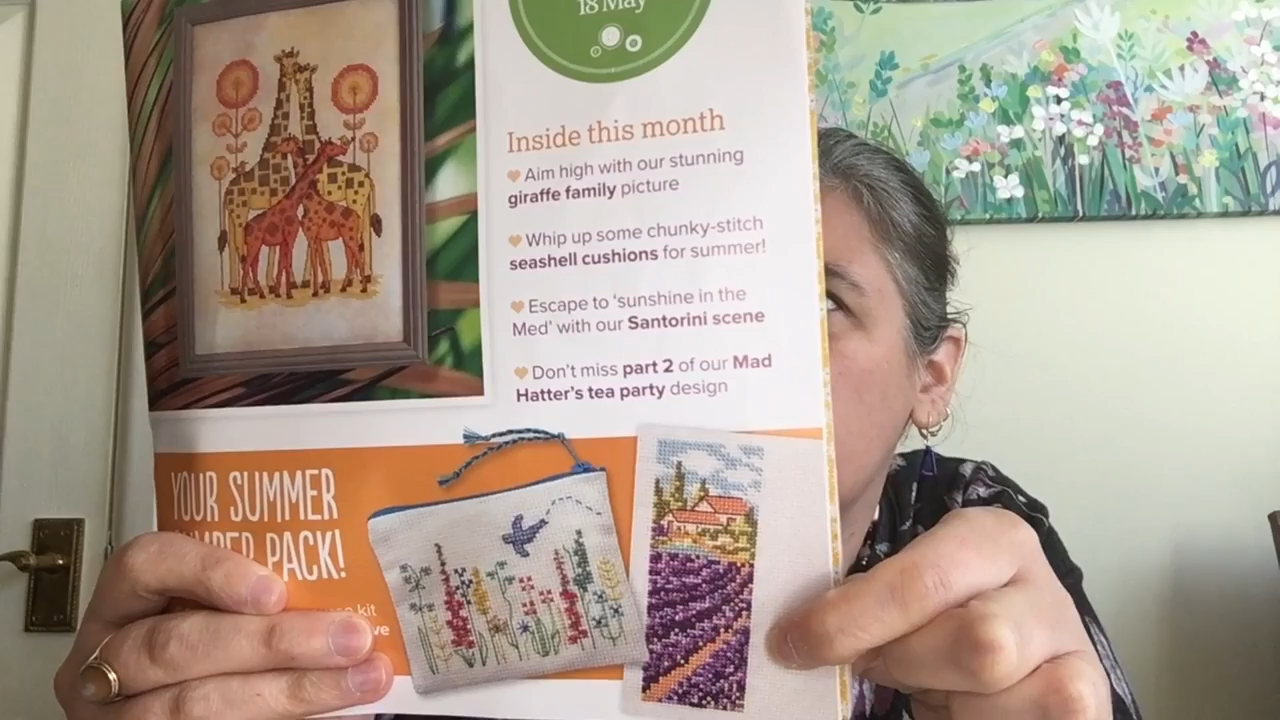 18 May
Inside this month
Aim high with our stunning
giraffe family picture
Whip up some chunky-stitch
seashell cushions for summer!
Escape to ‘sunshine in the
Med’ with our Santorini scene
Don’t miss part 2 of our Mad
Hatter’s tea party design
YOUR SUMMER
PACK!
kit